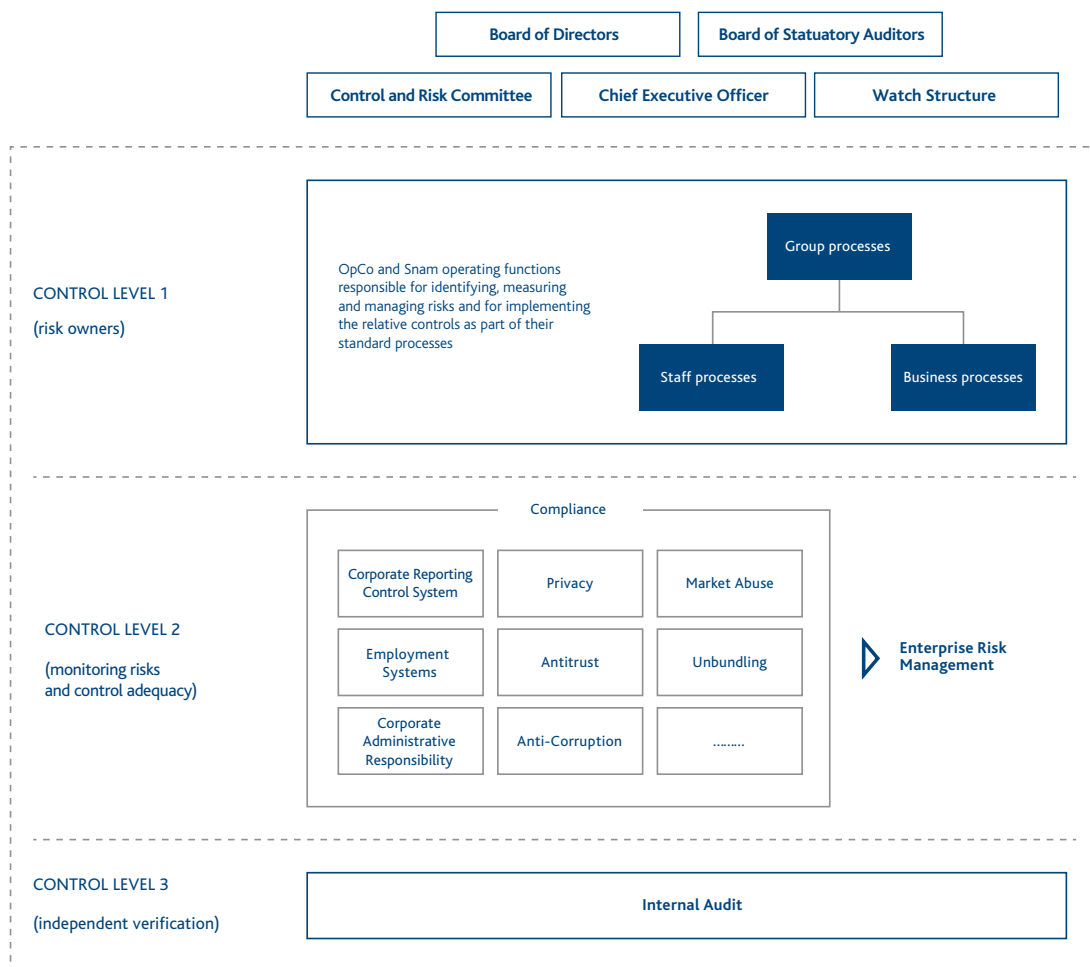 Board of Directors
Board of Statuatory Auditors
Control and Risk Committee
Chief Executive Officer
Watch Structure
CONTROL LEVEL 1
(risk owners)
OpCo and Snam operating functions
responsible for identifying, measuring
and managing risks and for implementing
the relative controls as part of their
standard processes
Group processes
Staff processes
Business processes
CONTROL LEVEL 2
(monitoring risks
and control adequacy)
Compliance
Corporate Reporting
Control System
Privacy
Market Abuse
Employment
Systems
Antitrust
Unbundling
Corporate
Administrative
Responsibility
Anti-Corruption
.........
Enterprise Risk
Management
CONTROL LEVEL 3
(independent verification)
Internal Audit